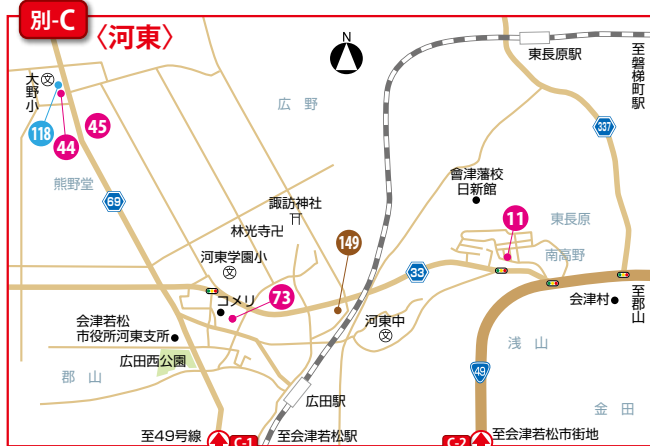 別-C
〈河東〉
N
東長原駅
至磐梯町駅
大野小
文
広 野
118
44
45
337
熊野堂
會津藩校
日新館
69
諏訪神社
11
東長原
林光寺卍
149
南高野
河東学園小
文
33
コメリ
73
至郡山
会津村
会津若松
市役所河東支所
河東中
文
浅 山
広田西公園
郡 山
49
広田駅
金 田
至49号線
C-1
至会津若松駅
C-2
至会津若松市街地